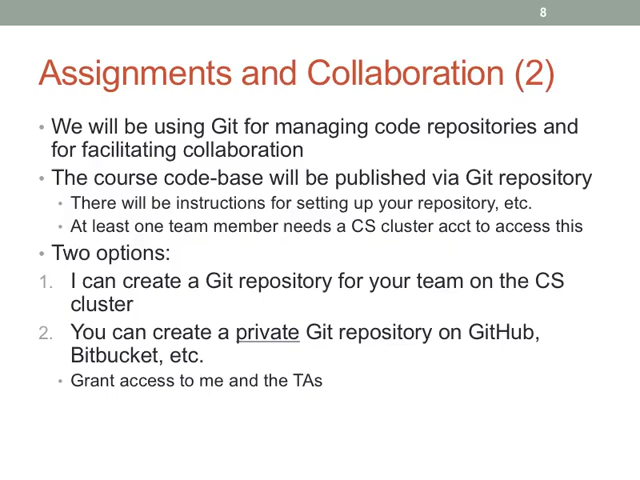 8
Assignments and Collaboration (2)
• We will be using Git for managing code repositories and
for facilitating collaboration
• The course code-base will be published via Git repository
• There will be instructions for setting up your repository, etc.
• At least one team member needs a CS cluster acct to access this
• Two options:
1. I can create a Git repository for your team on the CS
cluster
2. You can create a private Git repository on GitHub,
Bitbucket, etc.
• Grant access to me and the TAs